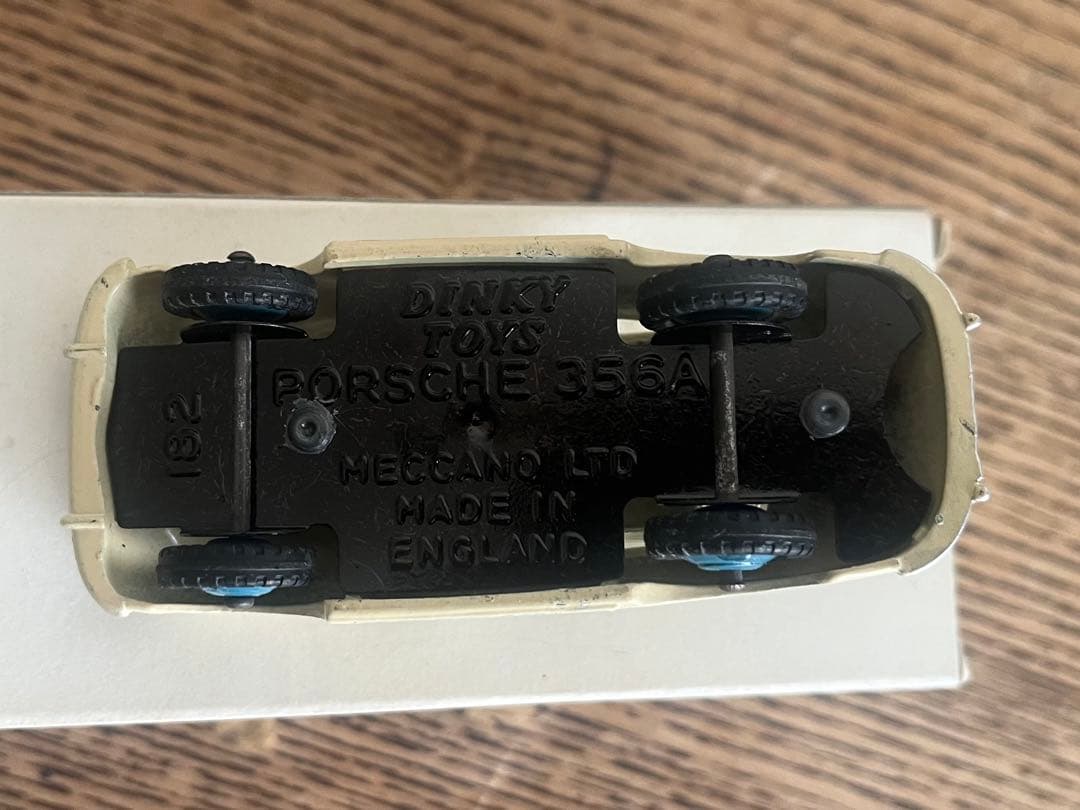 DINKY
TOYS
PORSCHE 356A
182
MECCANO LTD
MADE IN
ENGLAND